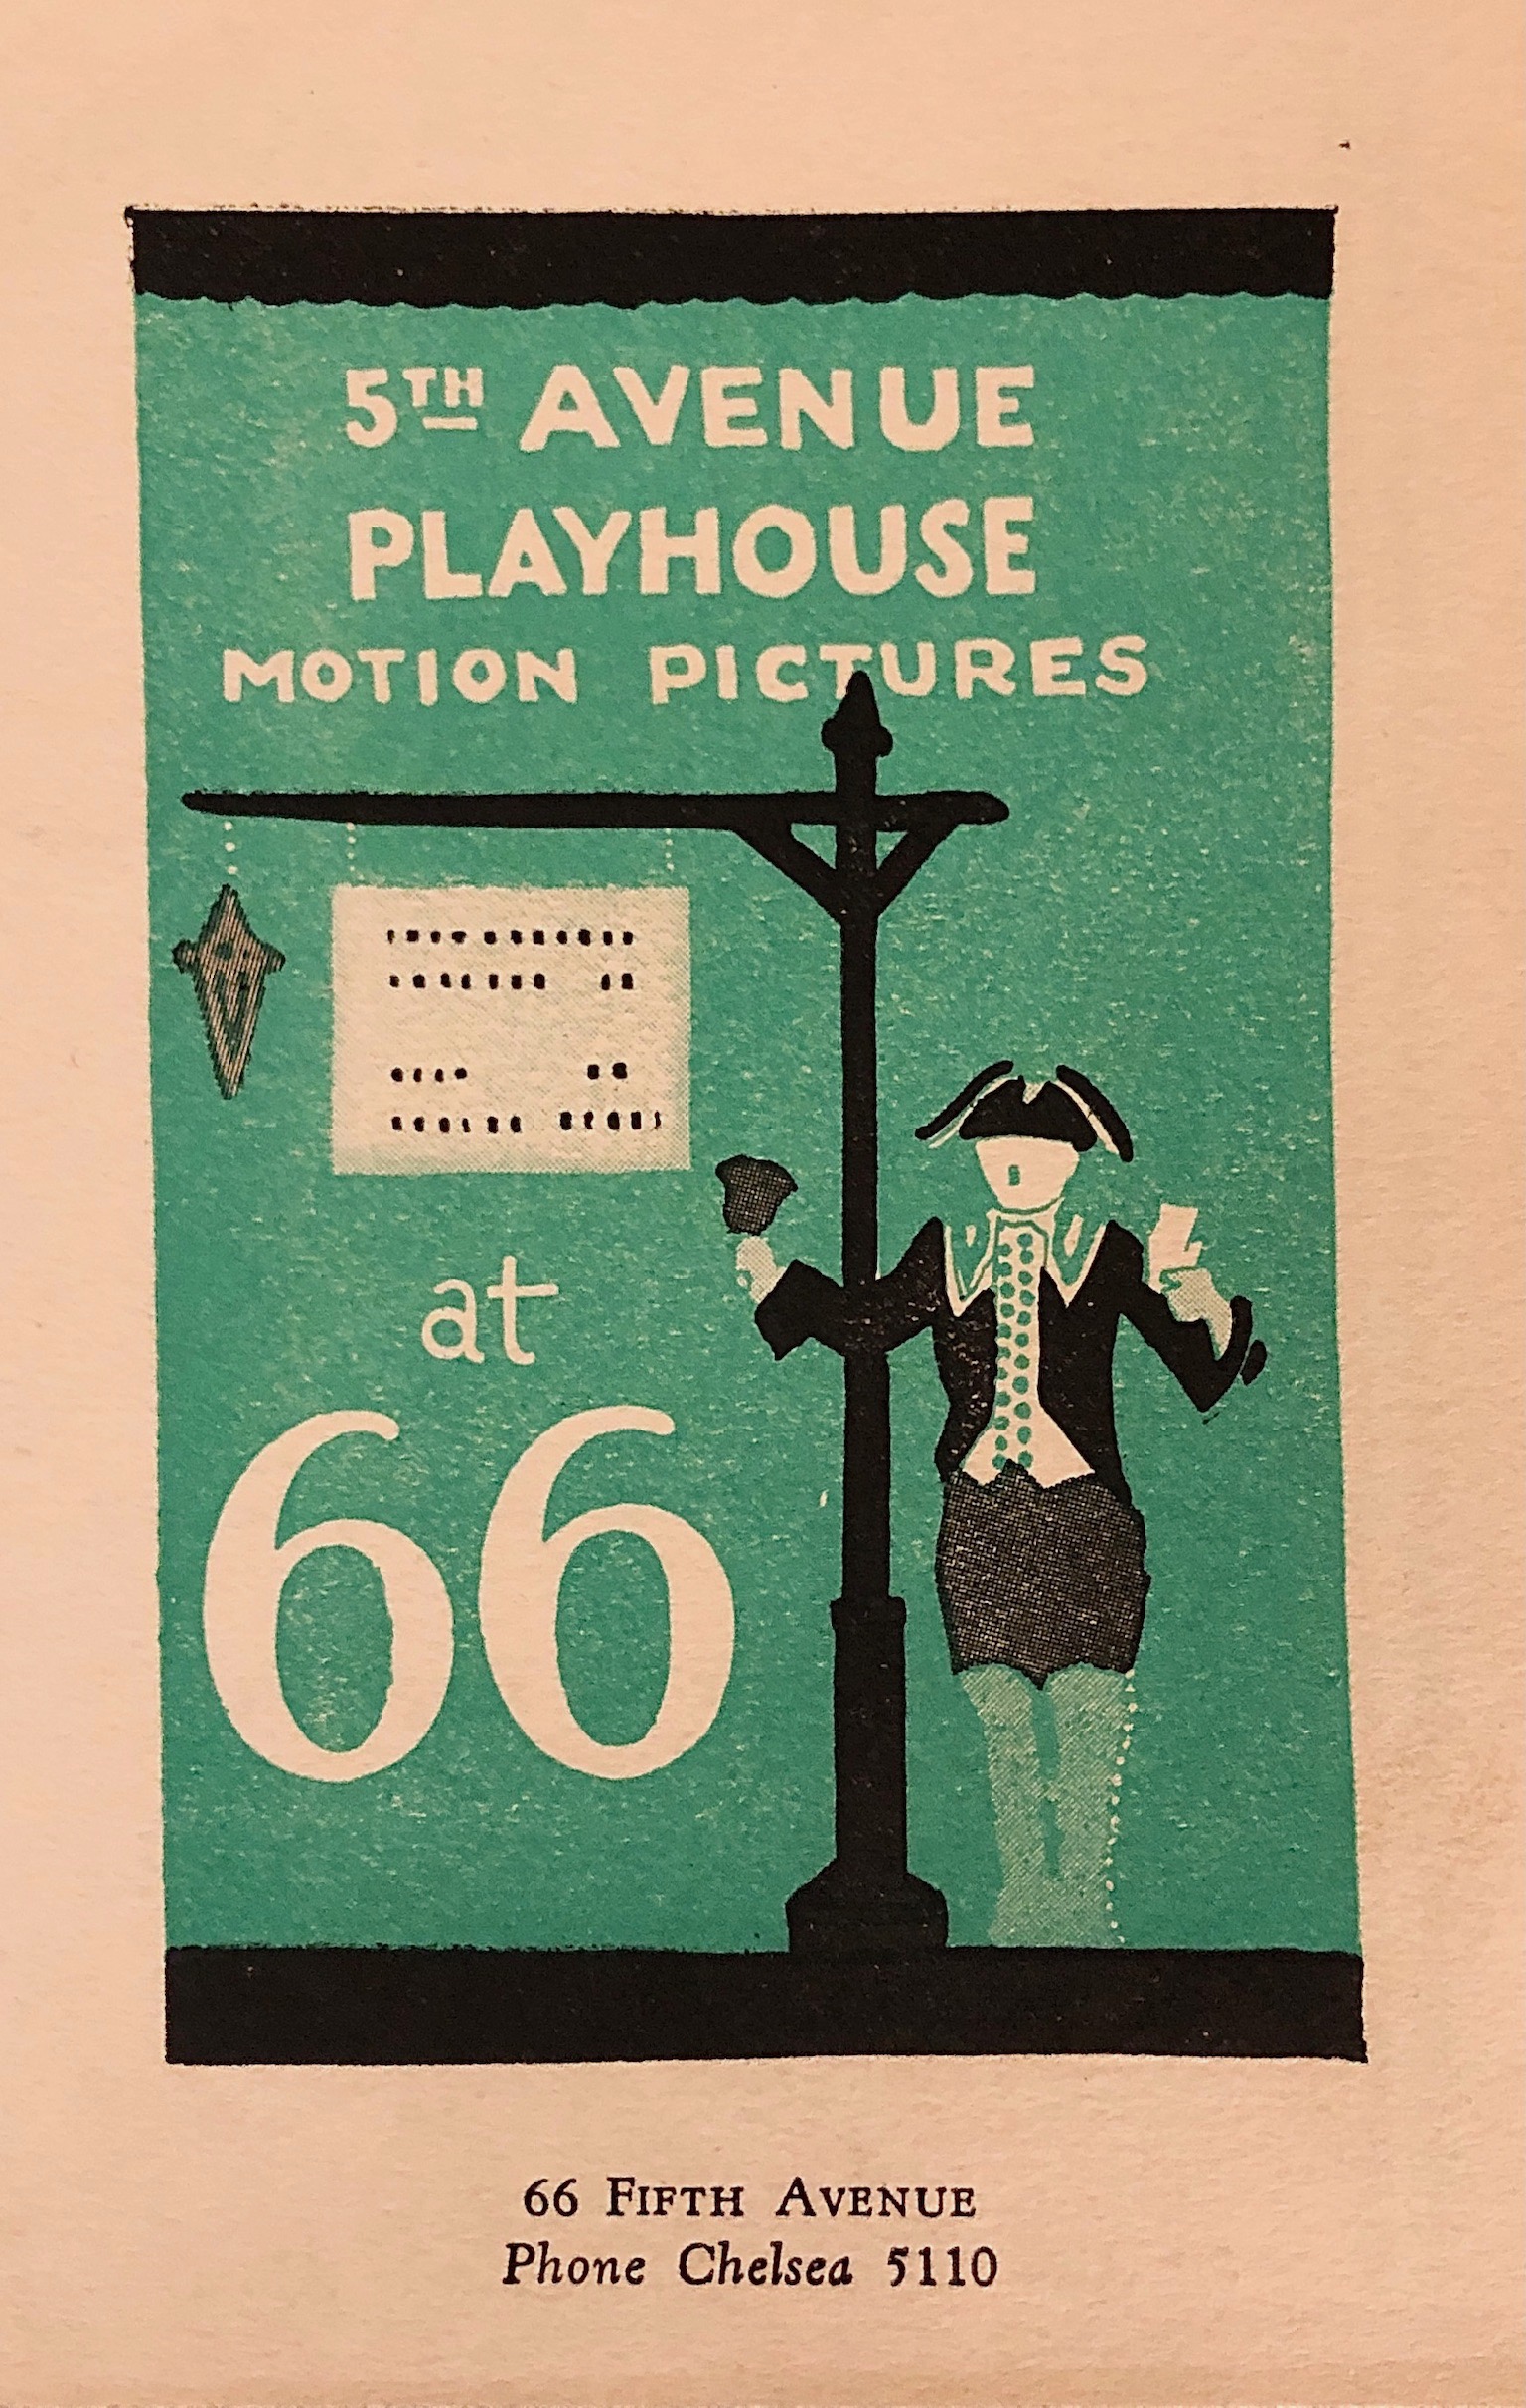 5TH AVENUE
PLAYHOUSE
MOTION PICTURES
at
66
66 FIFTH AVENUE
Phone Chelsea 5110